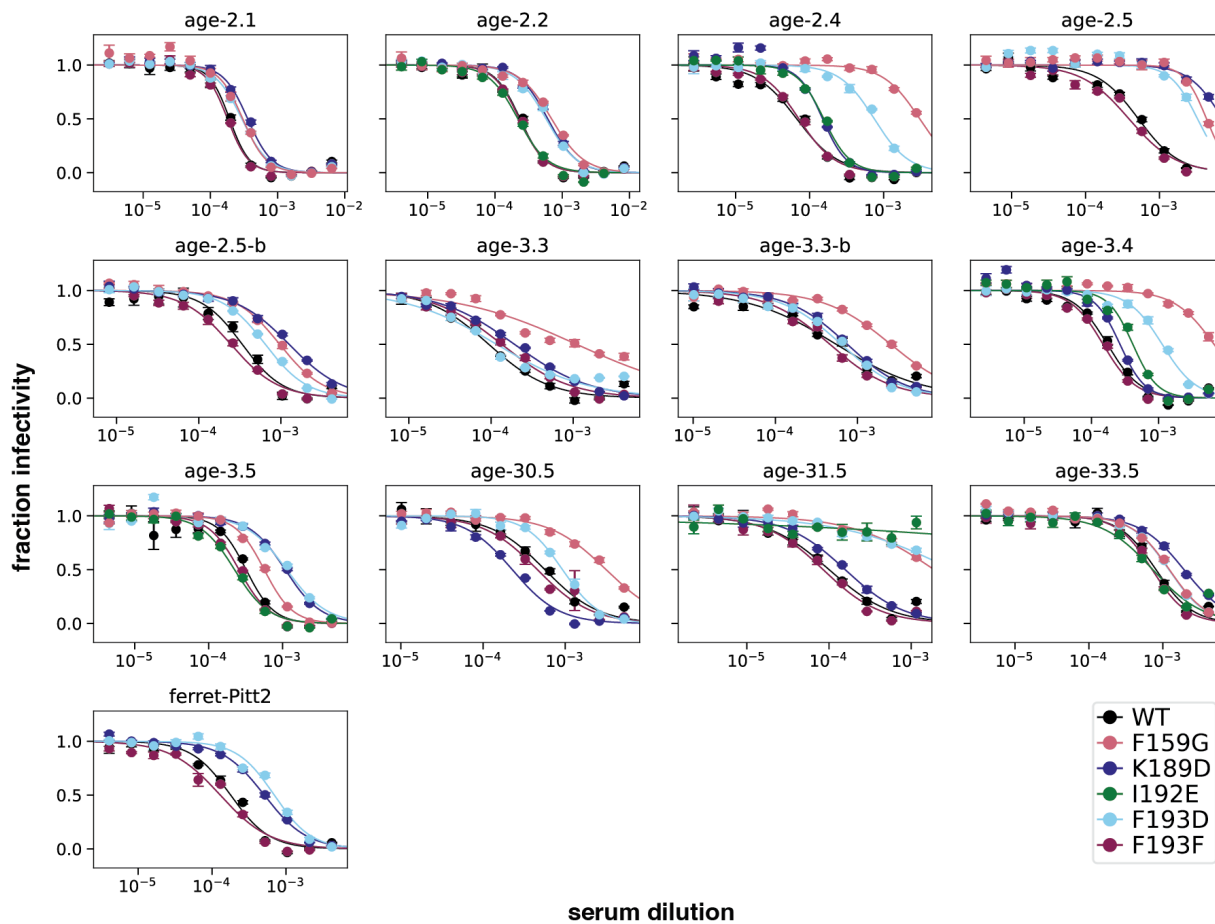 age-2.1 age-2.2 age-2.4 age-2.5
1.0
0.5
0.0
10⁻⁵ 10⁻⁴ 10⁻³ 10⁻² 10⁻⁵ 10⁻⁴ 10⁻³ 10⁻² 10⁻⁵ 10⁻⁴ 10⁻³ 10⁻⁵ 10⁻⁴ 10⁻³
age-2.5-b age-3.3 age-3.3-b age-3.4
1.0
0.5
0.0
10⁻⁵ 10⁻⁴ 10⁻³ 10⁻⁵ 10⁻⁴ 10⁻³ 10⁻⁵ 10⁻⁴ 10⁻³ 10⁻⁵ 10⁻⁴ 10⁻³
fraction infectivity
age-3.5 age-30.5 age-31.5 age-33.5
1.0
0.5
0.0
10⁻⁵ 10⁻⁴ 10⁻³ 10⁻⁵ 10⁻⁴ 10⁻³ 10⁻⁵ 10⁻⁴ 10⁻³ 10⁻⁵ 10⁻⁴ 10⁻³
ferret-Pitt2
1.0
0.5
0.0
10⁻⁵ 10⁻⁴ 10⁻³
WT
F159G
K189D
I192E
F193D
F193F
serum dilution